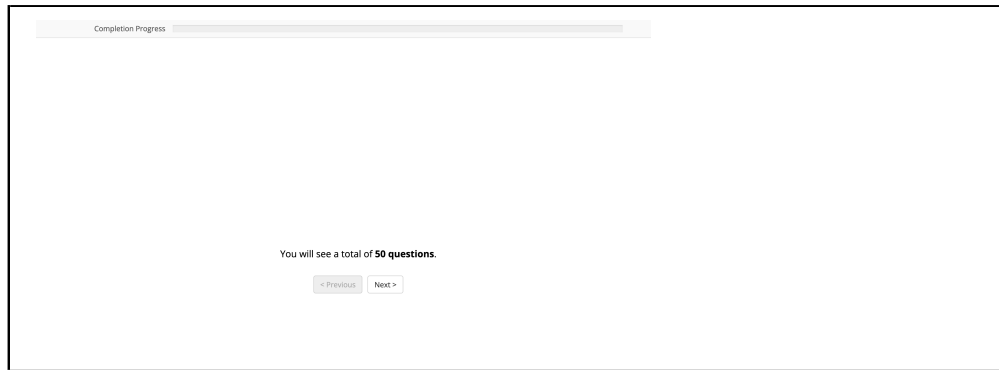 Completion Progress
You will see a total of 50 questions.
< Previous Next >